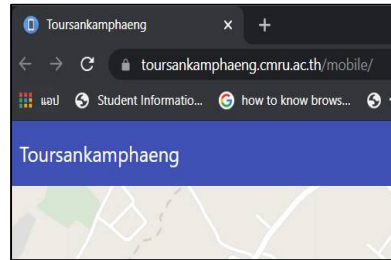 Toursankamphaeng
toursankamphaeng.cmru.ac.th/mobile/
แอป Student Informatio... how to know brows...
Toursankamphaeng